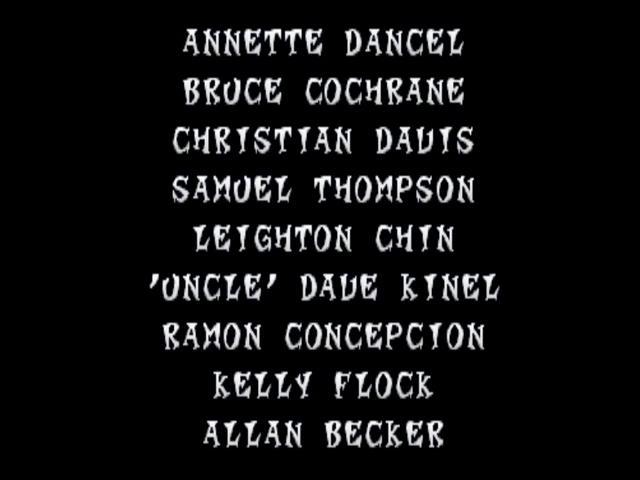 ANNETTE DANCEL
BRUCE COCHRANE
CHRISTIAN DAVIS
SAMUEL THOMPSON
LEIGHTON CHIN
'UNCLE' DAVE KINEL
RAMON CONCEPCION
KELLY FLOCK
ALLAN BECKER